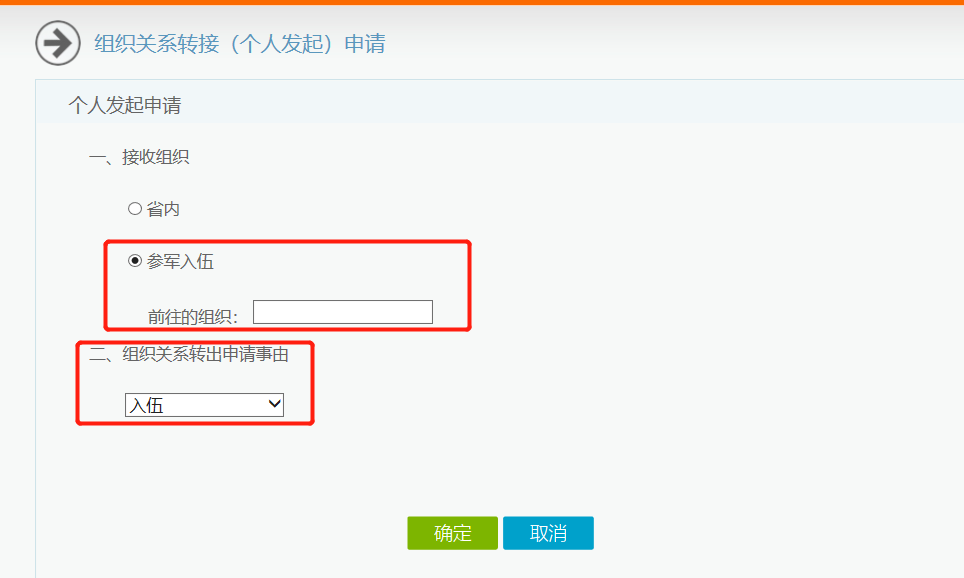 组织关系转接（个人发起）申请
个人发起申请
一、接收组织
省内
参军入伍
前往的组织：
二、组织关系转出申请事由
入伍
确定 取消